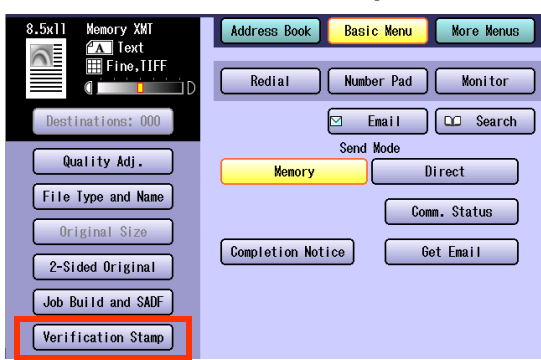 8.5x11 Memory XMT
A Text
Fine,TIFF
D
Destinations: 000
Quality Adj.
File Type and Name
Original Size
2-Sided Original
Job Build and SADF
Verification Stamp
Address Book Basic Menu More Menus
Redial Number Pad Monitor
Email Search
Send Mode
Memory Direct
Comm. Status
Completion Notice Get Email